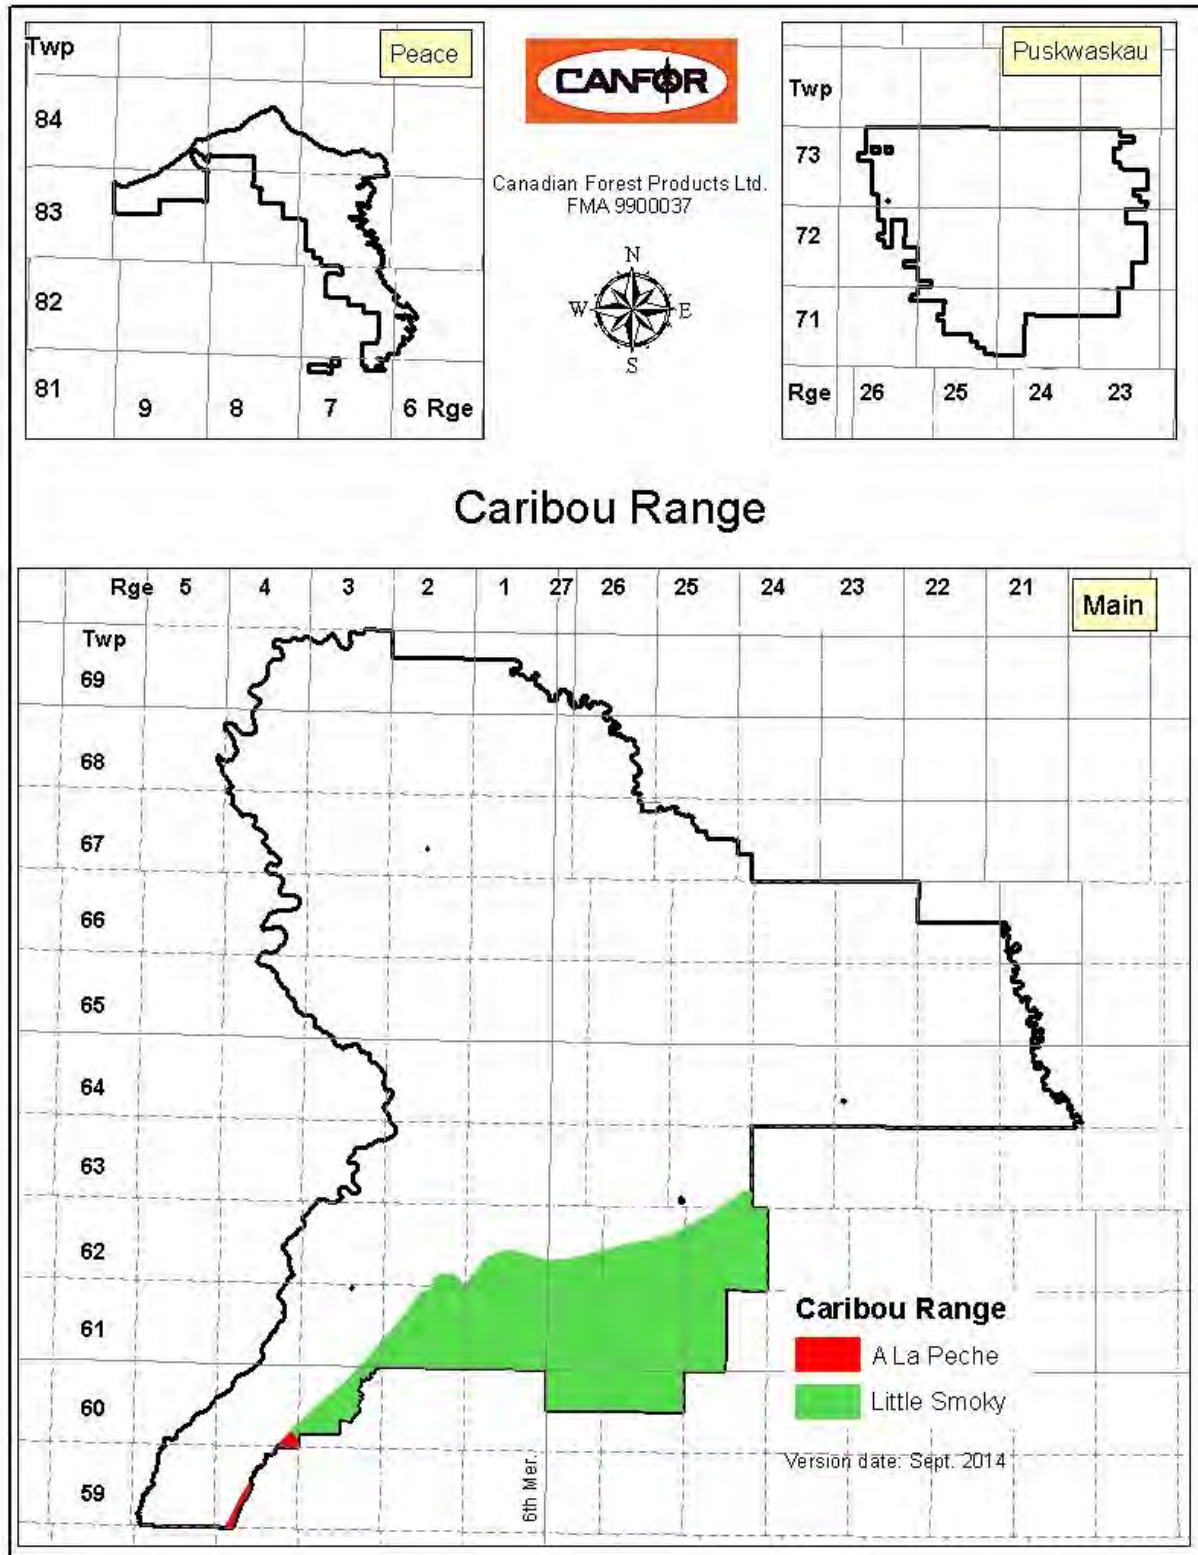 Twp
Peace
84
83
82
81
9 8 7 6 Rge
CANFOR
Canadian Forest Products Ltd.
FMA 9900037
N
W E
S
Puskwaskau
Twp
73
72
71
Rge 26 25 24 23
Caribou Range
Rge 5 4 3 2 1 27 26 25 24 23 22 21
Main
Twp
69
68
67
66
65
64
63
62
61
60
59
6th Mer.
Caribou Range
A La Peche
Little Smoky
Version date: Sept. 2014